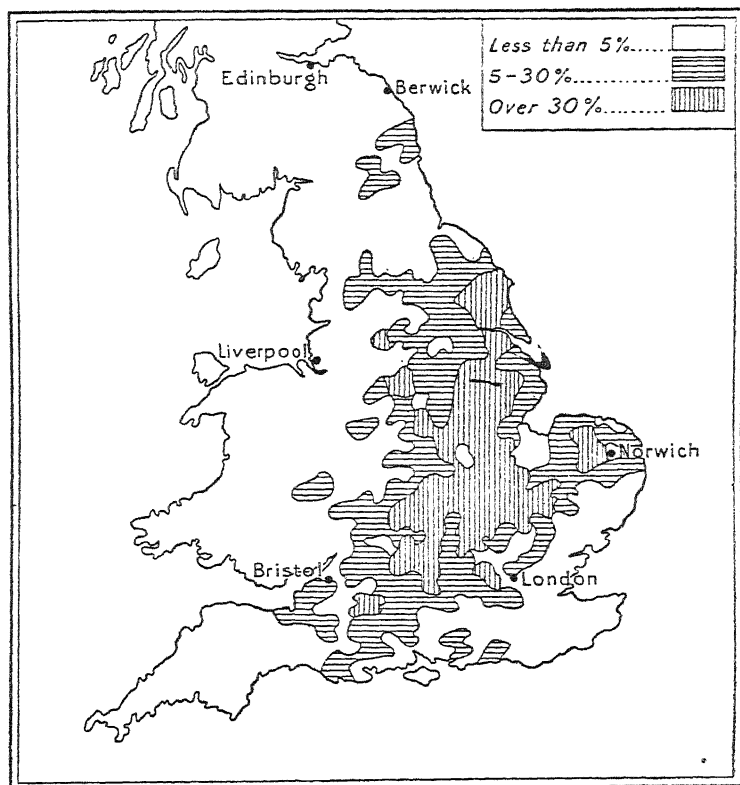 Less than 5%......
5-30%...............
Over 30%..........
Edinburgh
Berwick
Liverpool
Norwich
Bristol
London